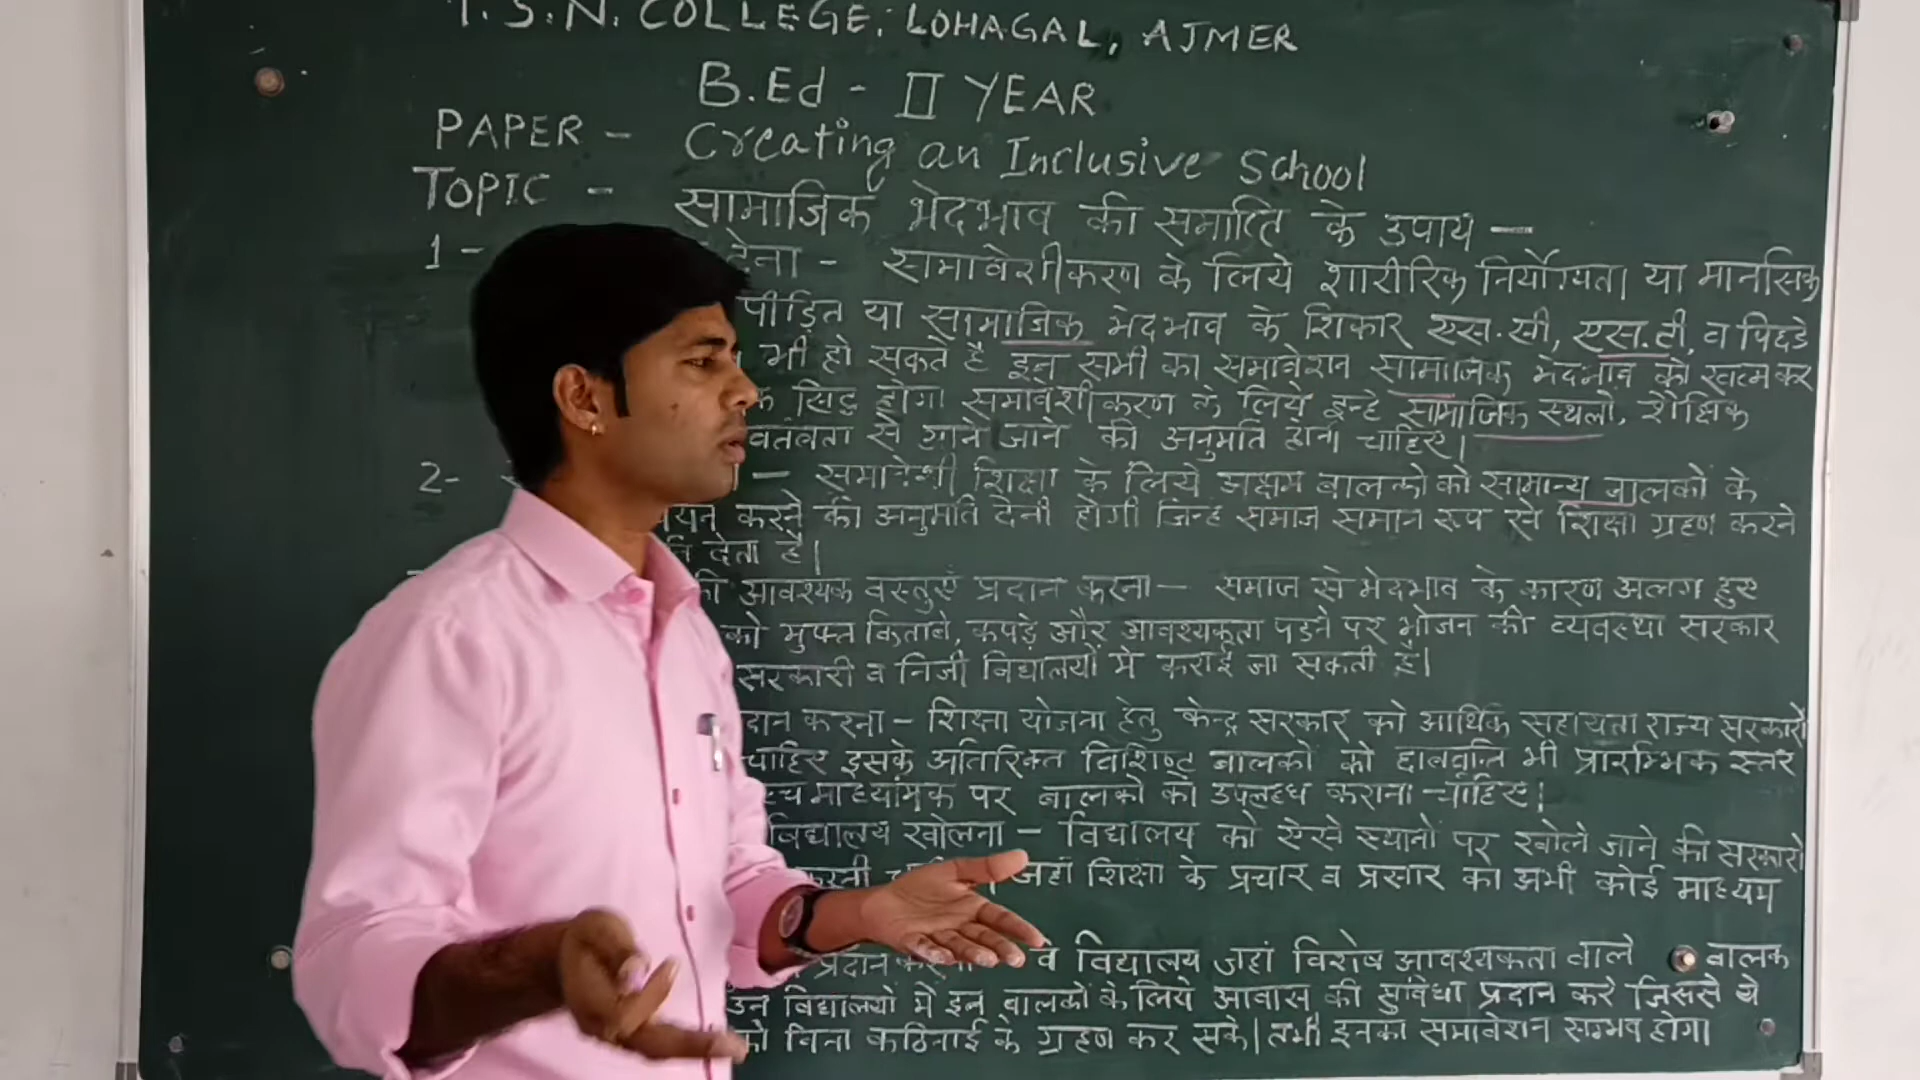 T.S.N. COLLEGE, LOHAGAL, AJMER
B.Ed - II YEAR
PAPER - Creating an Inclusive School
TOPIC - सामाजिक भेदभाव की समाप्ति के उपाय -
1 - देना - समावेशीकरण के लिये शारीरिक निर्योग्यता या मानसिक
पीड़ित या सामाजिक भेदभाव के शिकार एस.सी, एस.टी, व पिछडे
भी हो सकते है इन सभी का समावेशन सामाजिक भेदभाव को खत्म कर
सिद्ध होगा समावेशीकरण के लिये इन्हे सामाजिक स्थलो, शैक्षिक
से आने जाने की अनुमति होनी चाहिए।
2- - समावेशी शिक्षा के लिये अक्षम बालको को सामान्य बालकों के
करने की अनुमति देनी होगी जिन्हे समाज समान रूप से शिक्षा ग्रहण करने
देता है।
की आवश्यक वस्तुएँ प्रदान करना - समाज से भेदभाव के कारण अलग हुए
को मुफ्त किताबे, कपड़े और आवश्यकता पडने पर भोजन की व्यवस्था सरकार
सरकारी व निजी विद्यालयों मे कराई जा सकती है।
करना - शिक्षा योजना हेतु केन्द्र सरकार को आर्थिक सहायता राज्य सरकारो
चाहिए इसके अतिरिक्त विशिष्ट बालको को छात्रवृत्ति भी प्रारम्भिक स्तर
माध्यमिक पर बालको को उपलब्ध कराना चाहिए।
विद्यालय खोलना - विद्यालय को ऐसे स्थानो पर खोले जाने की सरकारो
करनी जहां शिक्षा के प्रचार व प्रसार का अभी कोई माध्यम
प्रदान करना वे विद्यालय जहां विशेष आवश्यकता वाले बालक
उन विद्यालयों में इन बालकों के लिये आवास की सुविधा प्रदान करे जिससे ये
को बिना कठिनाई के ग्रहण कर सके। तभी इनका समावेशन सम्भव होगा